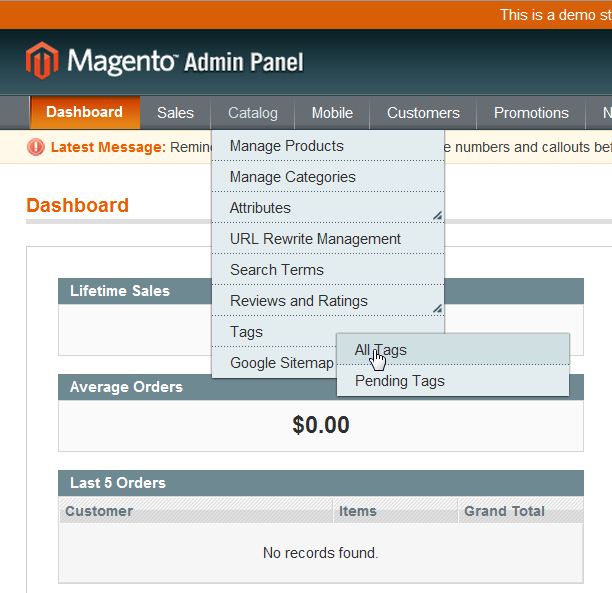 This is a demo st
Magento™ Admin Panel
Dashboard Sales Catalog Mobile Customers Promotions N
Latest Message: Remin e numbers and callouts bef
Manage Products
Manage Categories
Dashboard
Attributes
URL Rewrite Management
Search Terms
Lifetime Sales
Reviews and Ratings
Tags
All Tags
Google Sitemap
Pending Tags
Average Orders
$0.00
Last 5 Orders
Customer Items Grand Total
No records found.